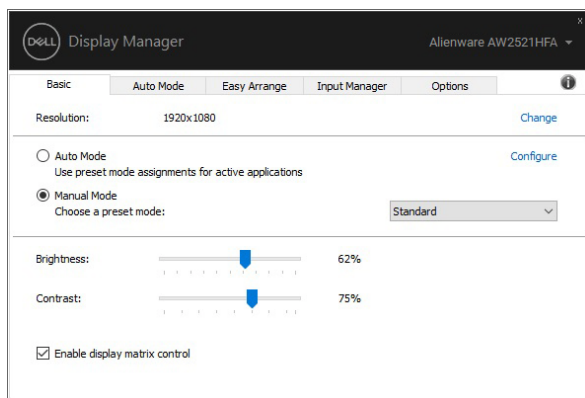 x
DELL Display Manager Alienware AW2521HFA
Basic Auto Mode Easy Arrange Input Manager Options i
Resolution: 1920x1080 Change
Auto Mode Configure
Use preset mode assignments for active applications
Manual Mode
Choose a preset mode: Standard
Brightness: 62%
Contrast: 75%
Enable display matrix control